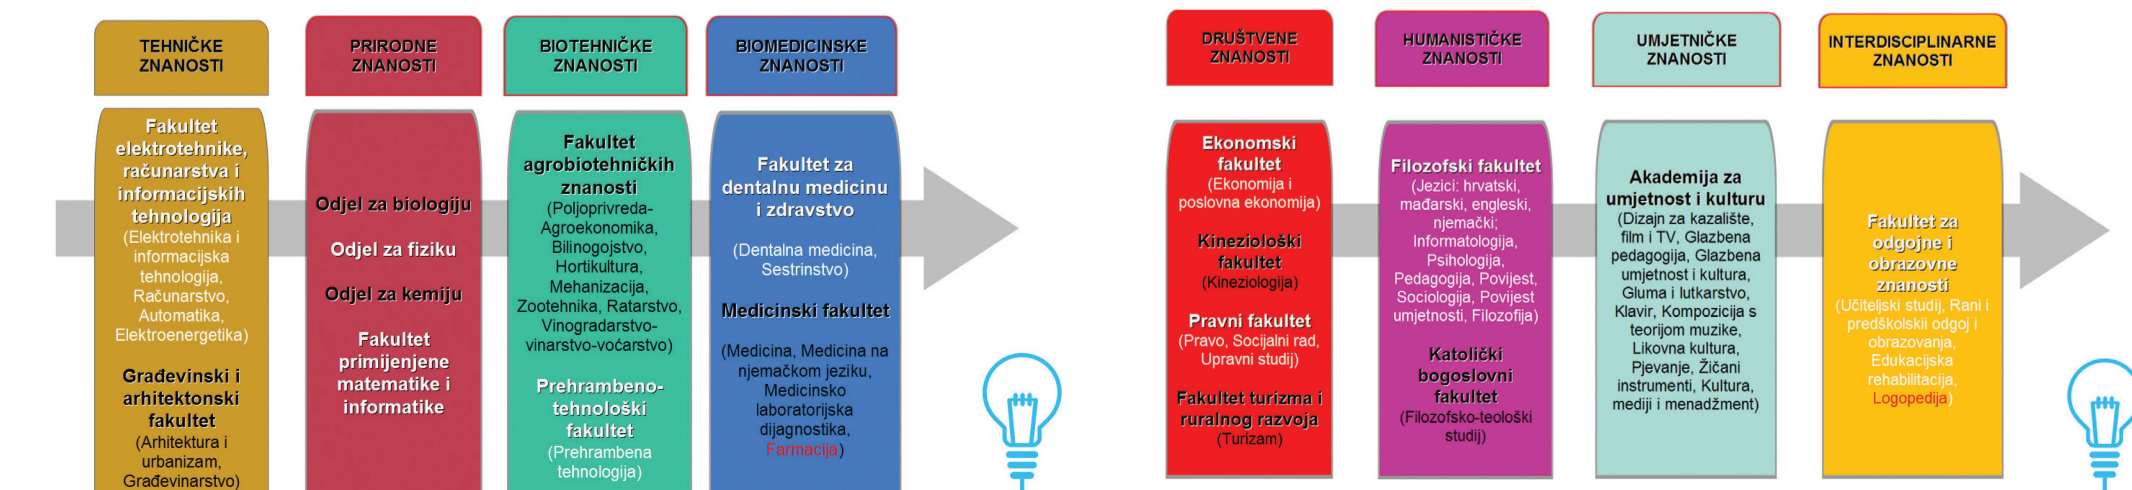 TEHNIČKE
ZNANOSTI
Fakultet
elektrotehnike,
računarstva i
informacijskih
tehnologija
(Elektrotehnika i
informacijska
tehnologija,
Računarstvo,
Automatika,
Elektroenergetika)
Građevinski i
arhitektonski
fakultet
(Arhitektura i
urbanizam,
Građevinarstvo)
PRIRODNE
ZNANOSTI
Odjel za biologiju
Odjel za fiziku
Odjel za kemiju
Fakultet
primijenjene
matematike i
informatike
BIOTEHNIČKE
ZNANOSTI
Fakultet
agrobiotehničkih
znanosti
(Poljoprivreda-
Agroekonomika,
Bilinogojstvo,
Hortikultura,
Mehanizacija,
Zootehnika, Ratarstvo,
Vinogradarstvo-
vinarstvo-voćarstvo)
Prehrambeno-
tehnološki
fakultet
(Prehrambena
tehnologija)
BIOMEDICINSKE
ZNANOSTI
Fakultet za
dentalnu medicinu
i zdravstvo
(Dentalna medicina,
Sestrinstvo)
Medicinski fakultet
(Medicina, Medicina na
njemačkom jeziku,
Medicinsko
laboratorijska
dijagnostika,
Farmacija)
DRUŠTVENE
ZNANOSTI
Ekonomski
fakultet
(Ekonomija i
poslovna ekonomija)
Kineziološki
fakultet
(Kineziologija)
Pravni fakultet
(Pravo, Socijalni rad,
Upravni studij)
Fakultet turizma i
ruralnog razvoja
(Turizam)
HUMANISTIČKE
ZNANOSTI
Filozofski fakultet
(Jezici: hrvatski,
mađarski, engleski,
njemački;
Informatologija,
Psihologija,
Pedagogija, Povijest,
Sociologija, Povijest
umjetnosti, Filozofija)
Katolički
bogoslovni
fakultet
(Filozofsko-teološki
studij)
UMJETNIČKE
ZNANOSTI
Akademija za
umjetnost i kulturu
(Dizajn za kazalište,
film i TV, Glazbena
pedagogija, Glazbena
umjetnost i kultura,
Gluma i lutkarstvo,
Klavir, Kompozicija s
teorijom muzike,
Likovna kultura,
Pjevanje, Žičani
instrumenti, Kultura,
mediji i menadžment)
INTERDISCIPLINARNE
ZNANOSTI
Fakultet za
odgojne i
obrazovne
znanosti
(Učiteljski studij, Rani i
predškolskii odgoj i
obrazovanja,
Edukacijska
rehabilitacija,
Logopedija)